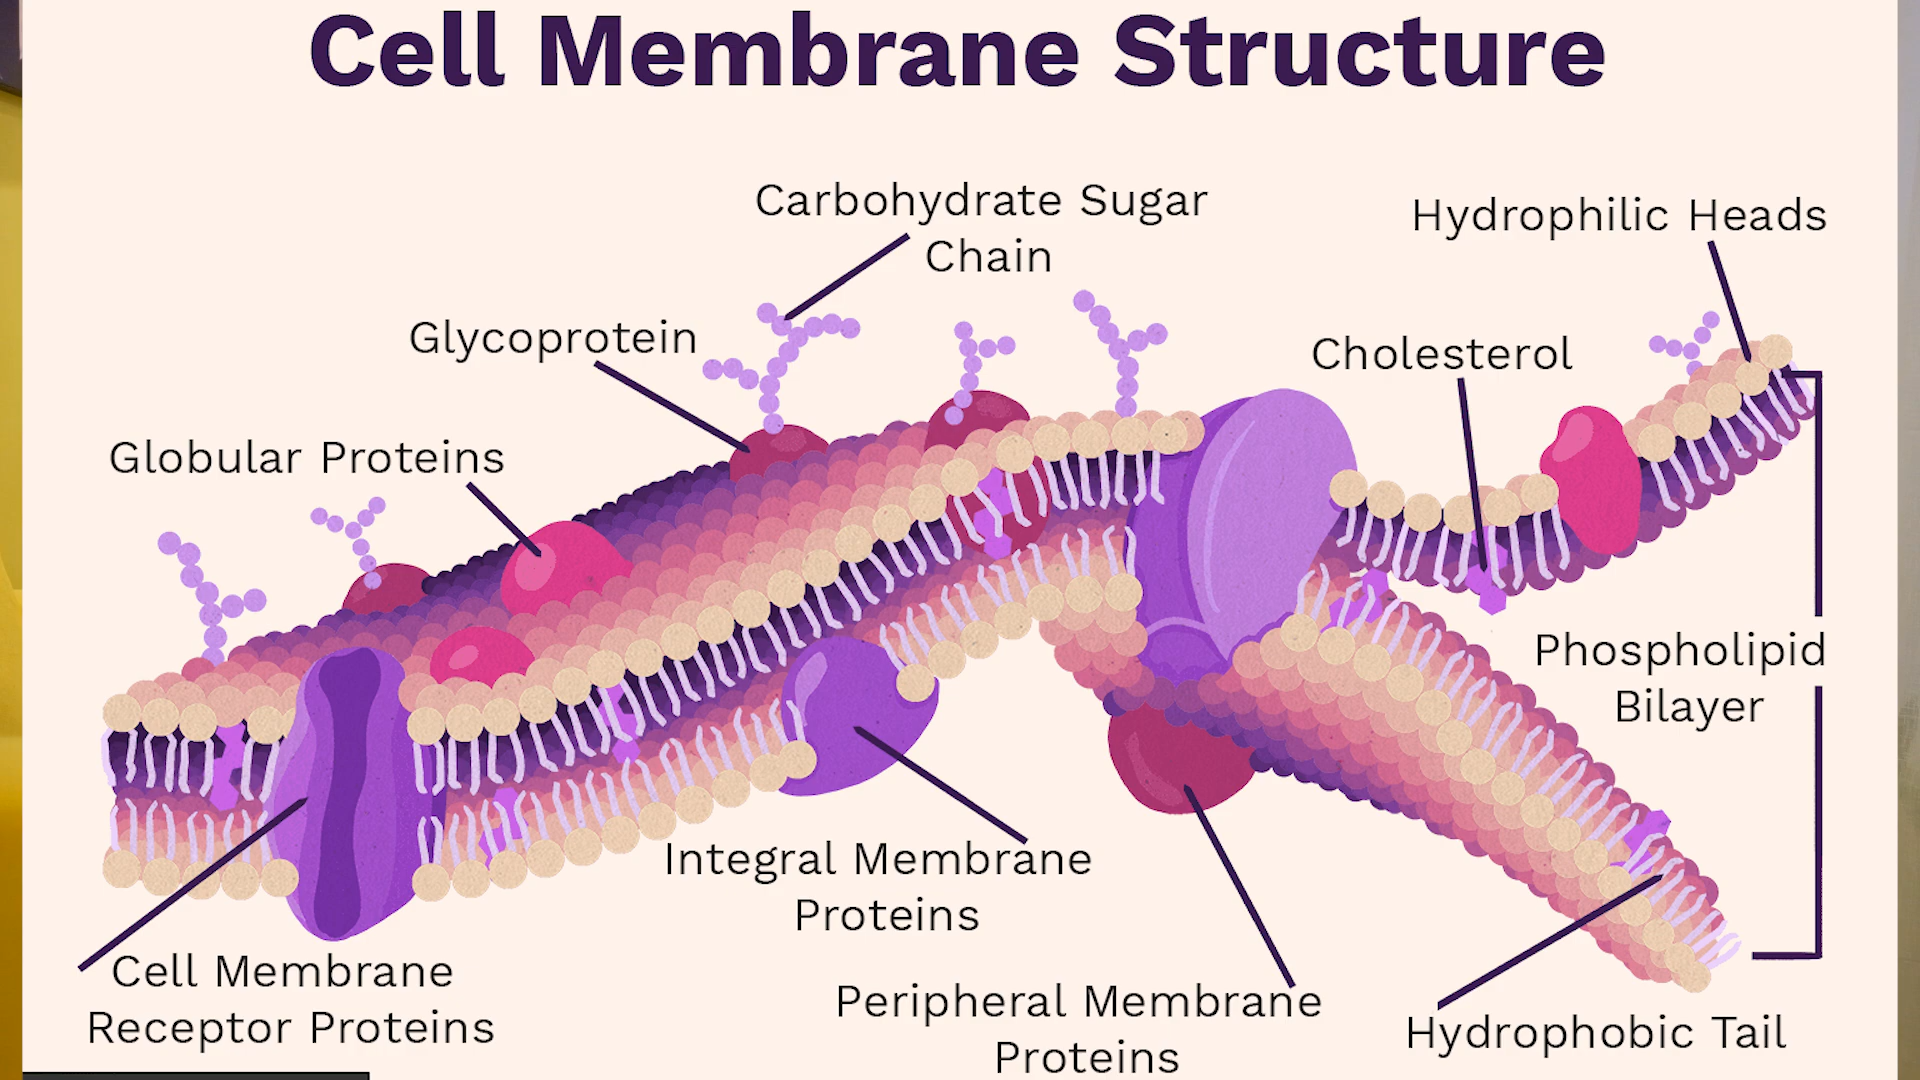 Cell Membrane Structure
Carbohydrate Sugar
Chain
Hydrophilic Heads
Glycoprotein
Cholesterol
Globular Proteins
Phospholipid
Bilayer
Integral Membrane
Proteins
Cell Membrane
Receptor Proteins
Peripheral Membrane
Proteins
Hydrophobic Tail